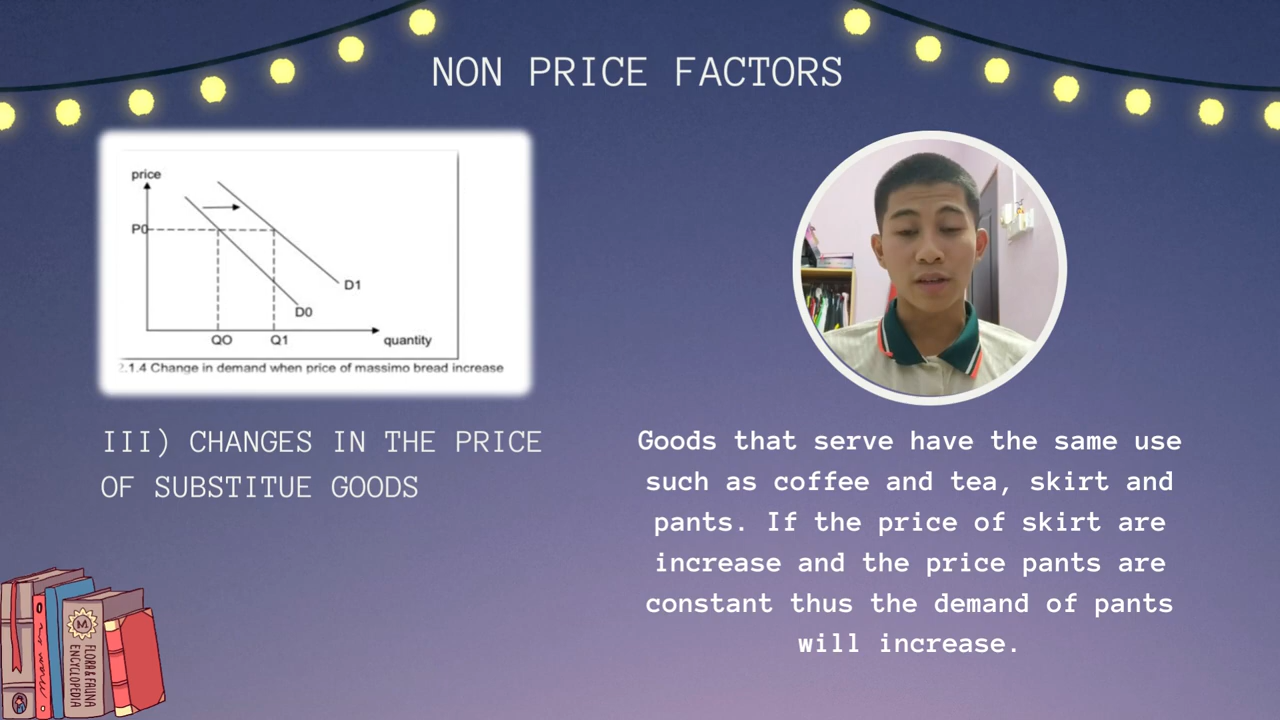 NON PRICE FACTORS
price
P0
D1
D0
QO Q1 quantity
2.1.4 Change in demand when price of massimo bread increase
III) CHANGES IN THE PRICE
OF SUBSTITUE GOODS
Goods that serve have the same use
such as coffee and tea, skirt and
pants. If the price of skirt are
increase and the price pants are
constant thus the demand of pants
will increase.
M
FLORA & FAUNA
ENCYCLOPEDIA